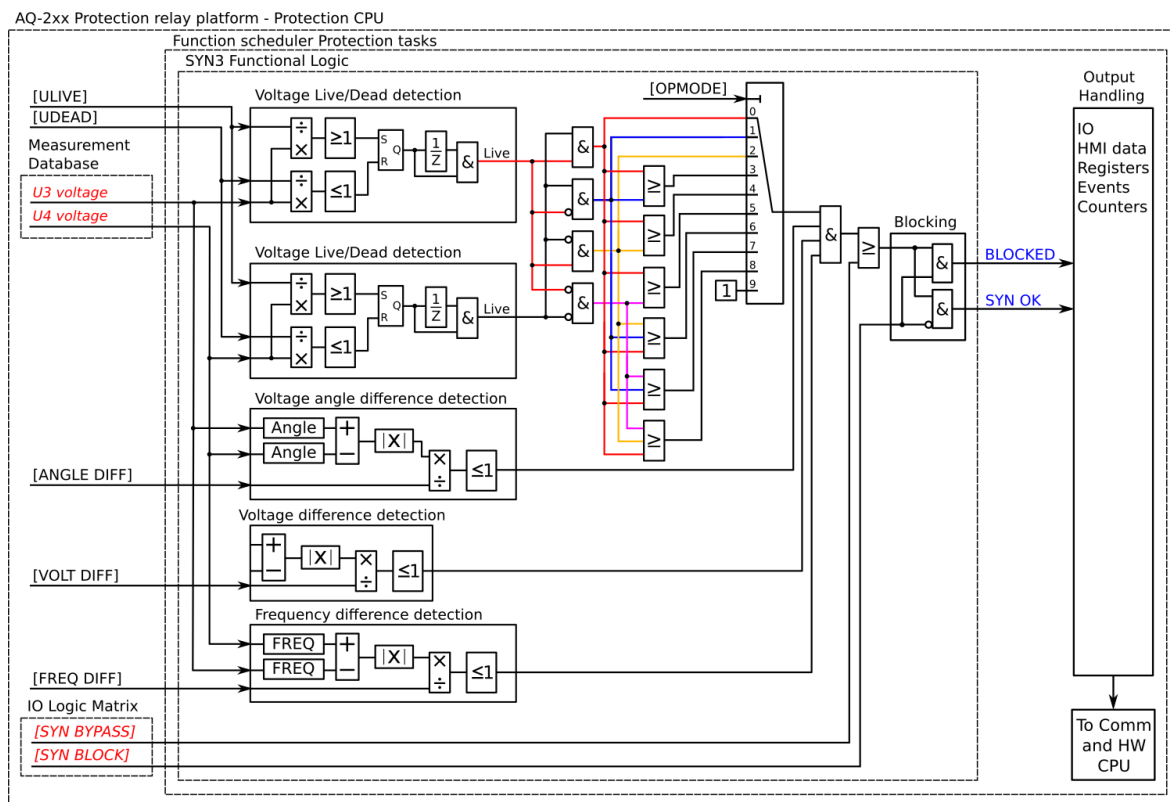 AQ-2xx Protection relay platform - Protection CPU
Function scheduler Protection tasks
SYN3 Functional Logic
[ULIVE]
[UDEAD]
Measurement
Database
U3 voltage
U4 voltage
Voltage Live/Dead detection
÷
×
≥1
÷
×
≤1
S
Q
R
1
Z
&
Live
Voltage Live/Dead detection
÷
×
≥1
÷
×
≤1
S
Q
R
1
Z
&
Live
&
&
&
&
≥
≥
≥
≥
≥
≥
[OPMODE]
0
1
2
3
4
5
6
7
8
9
1
&
≥
Blocking
&
&
BLOCKED
SYN OK
Output
Handling
IO
HMI data
Registers
Events
Counters
Voltage angle difference detection
Angle
Angle
+
−
|X|
×
÷
≤1
[ANGLE DIFF]
Voltage difference detection
+
−
|X|
×
÷
≤1
[VOLT DIFF]
Frequency difference detection
FREQ
FREQ
+
−
|X|
×
÷
≤1
[FREQ DIFF]
IO Logic Matrix
[SYN BYPASS]
[SYN BLOCK]
To Comm
and HW
CPU